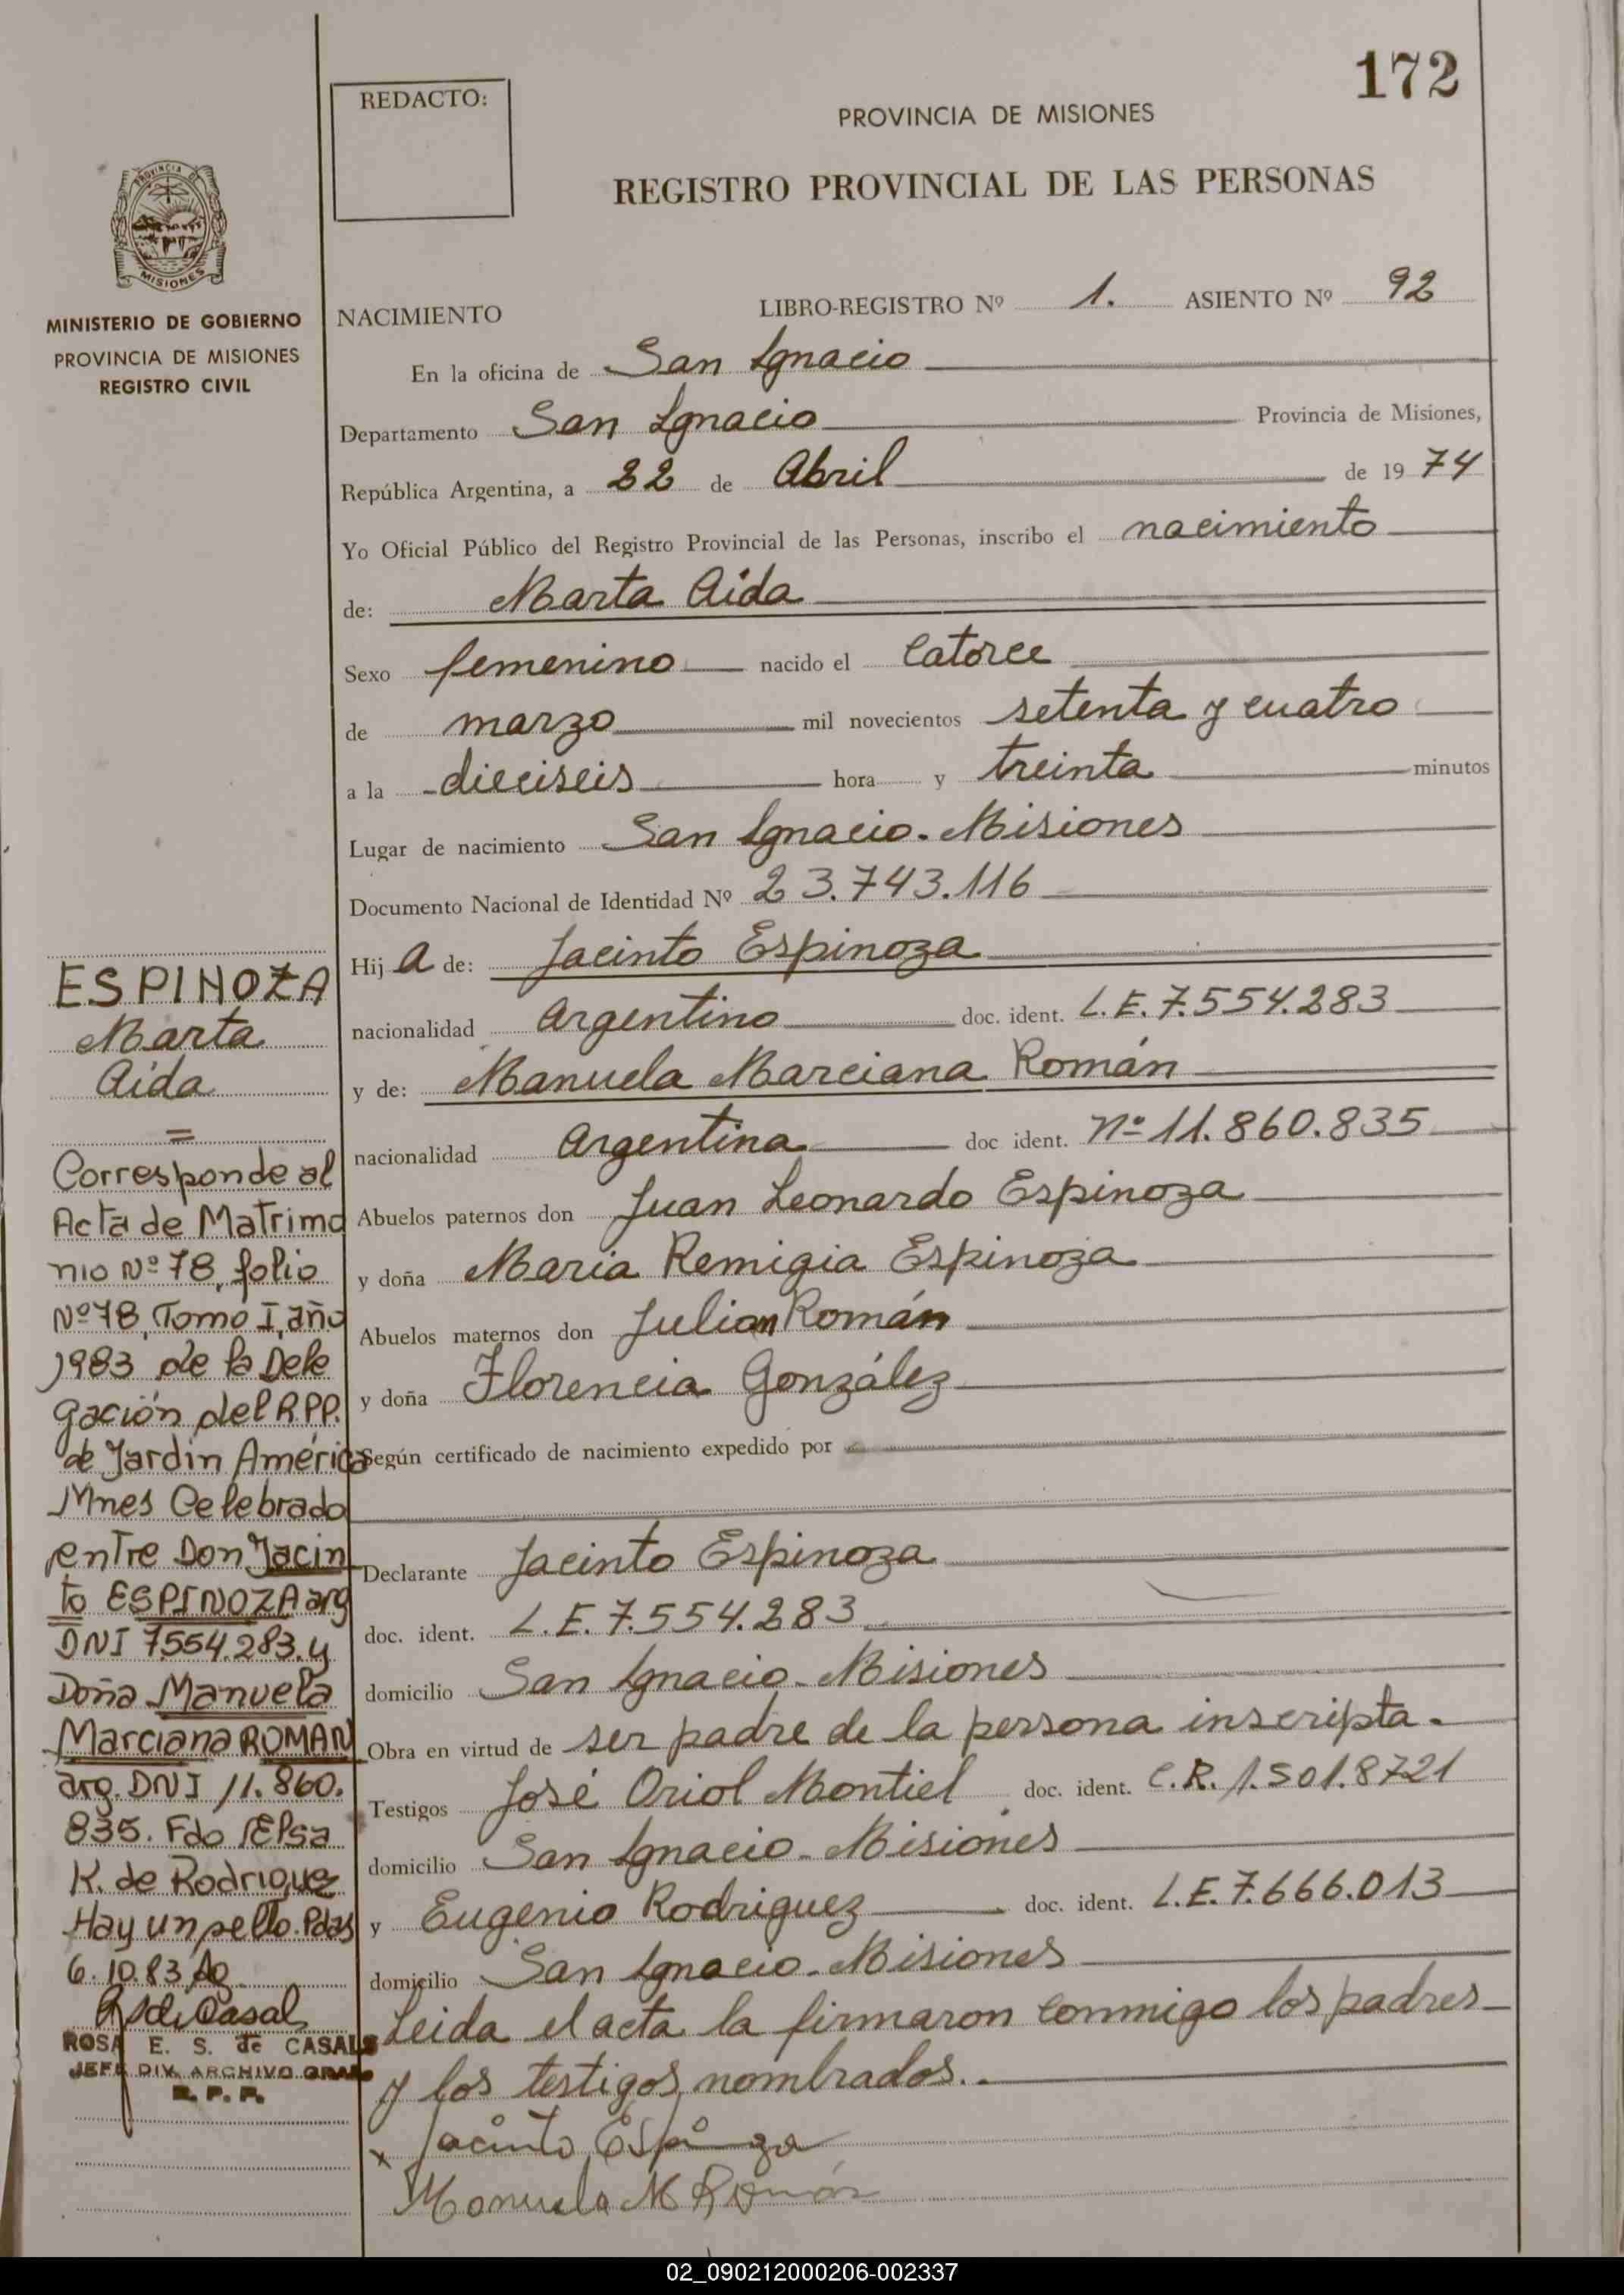 172
REDACTO:
PROVINCIA DE MISIONES
REGISTRO PROVINCIAL DE LAS PERSONAS
PROVINCIA DE
MISIONES
MINISTERIO DE GOBIERNO
PROVINCIA DE MISIONES
REGISTRO CIVIL
NACIMIENTO LIBRO-REGISTRO Nº 1. ASIENTO Nº 92
En la oficina de San Ignacio
Departamento San Ignacio Provincia de Misiones,
República Argentina, a 22 de Abril de 1974
Yo Oficial Público del Registro Provincial de las Personas, inscribo el nacimiento
de: Marta Aida
Sexo femenino nacido el Catorce
de marzo mil novecientos setenta y cuatro
a la dieciseis hora y treinta minutos
Lugar de nacimiento San Ignacio. Misiones
Documento Nacional de Identidad Nº 23.743.116
Hij a de: Jacinto Espinoza
nacionalidad Argentino doc. ident. L.E. 7.554.283
y de: Manuela Marciana Román
nacionalidad Argentina doc ident. Nº 11.860.835
Abuelos paternos don Juan Leonardo Espinoza
y doña Maria Remigia Espinoza
Abuelos maternos don Julian Román
y doña Florencia González
Según certificado de nacimiento expedido por
Declarante Jacinto Espinoza
doc. ident. L.E. 7.554.283
domicilio San Ignacio. Misiones
Obra en virtud de ser padre de la persona inscripta.
Testigos José Oriol Montiel doc. ident. C.R. 1.501.8721
domicilio San Ignacio. Misiones
y Eugenio Rodriguez doc. ident. L.E. 7.666.013
domicilio San Ignacio. Misiones
Leida el acta la firmaron conmigo los padres
y los testigos nombrados.
x Jacinto Espinoza
Manuela M Román
ESPINOZA
Marta
Aida
=
Corresponde al
Acta de Matrimo
nio Nº 78, folio
Nº 78, Tomo I, año
1983 de la Dele
gación del R.P.P.
de Jardin América
Mnes Celebrado
entre Don Jacin
to ESPINOZA arg
DNI 7554.283. y
Doña Manuela
Marciana ROMAN
arg. DNI 11.860.
835. Fdo Elsa
K. de Rodriguez
Hay un sello. Pdas
6.10.83
R S de Casals
ROSA E. S. de CASALS
JEFE DIV. ARCHIVO GRAL
R. P. P.
02_090212000206-002337